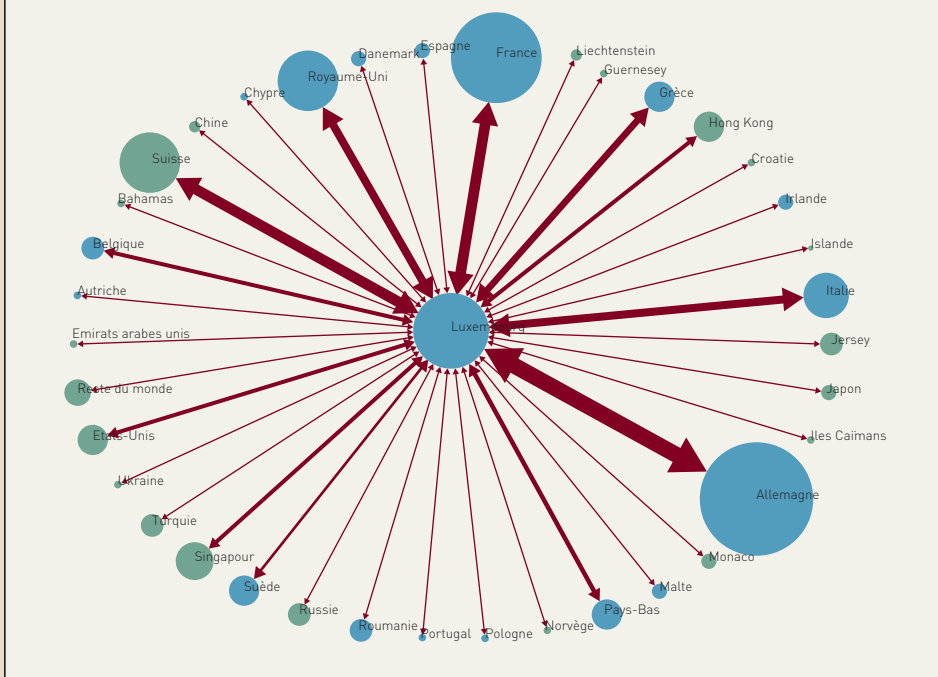 Espagne
France
Liechtenstein
Danemark
Guernesey
Royaume-Uni
Chypre
Grèce
Chine
Hong Kong
Suisse
Croatie
Bahamas
Irlande
Belgique
Islande
Autriche
Italie
Luxembourg
Emirats arabes unis
Jersey
Reste du monde
Japon
Etats-Unis
Iles Caïmans
Ukraine
Allemagne
Turquie
Singapour
Monaco
Suède
Malte
Russie
Pays-Bas
Roumanie
Portugal
Pologne
Norvège